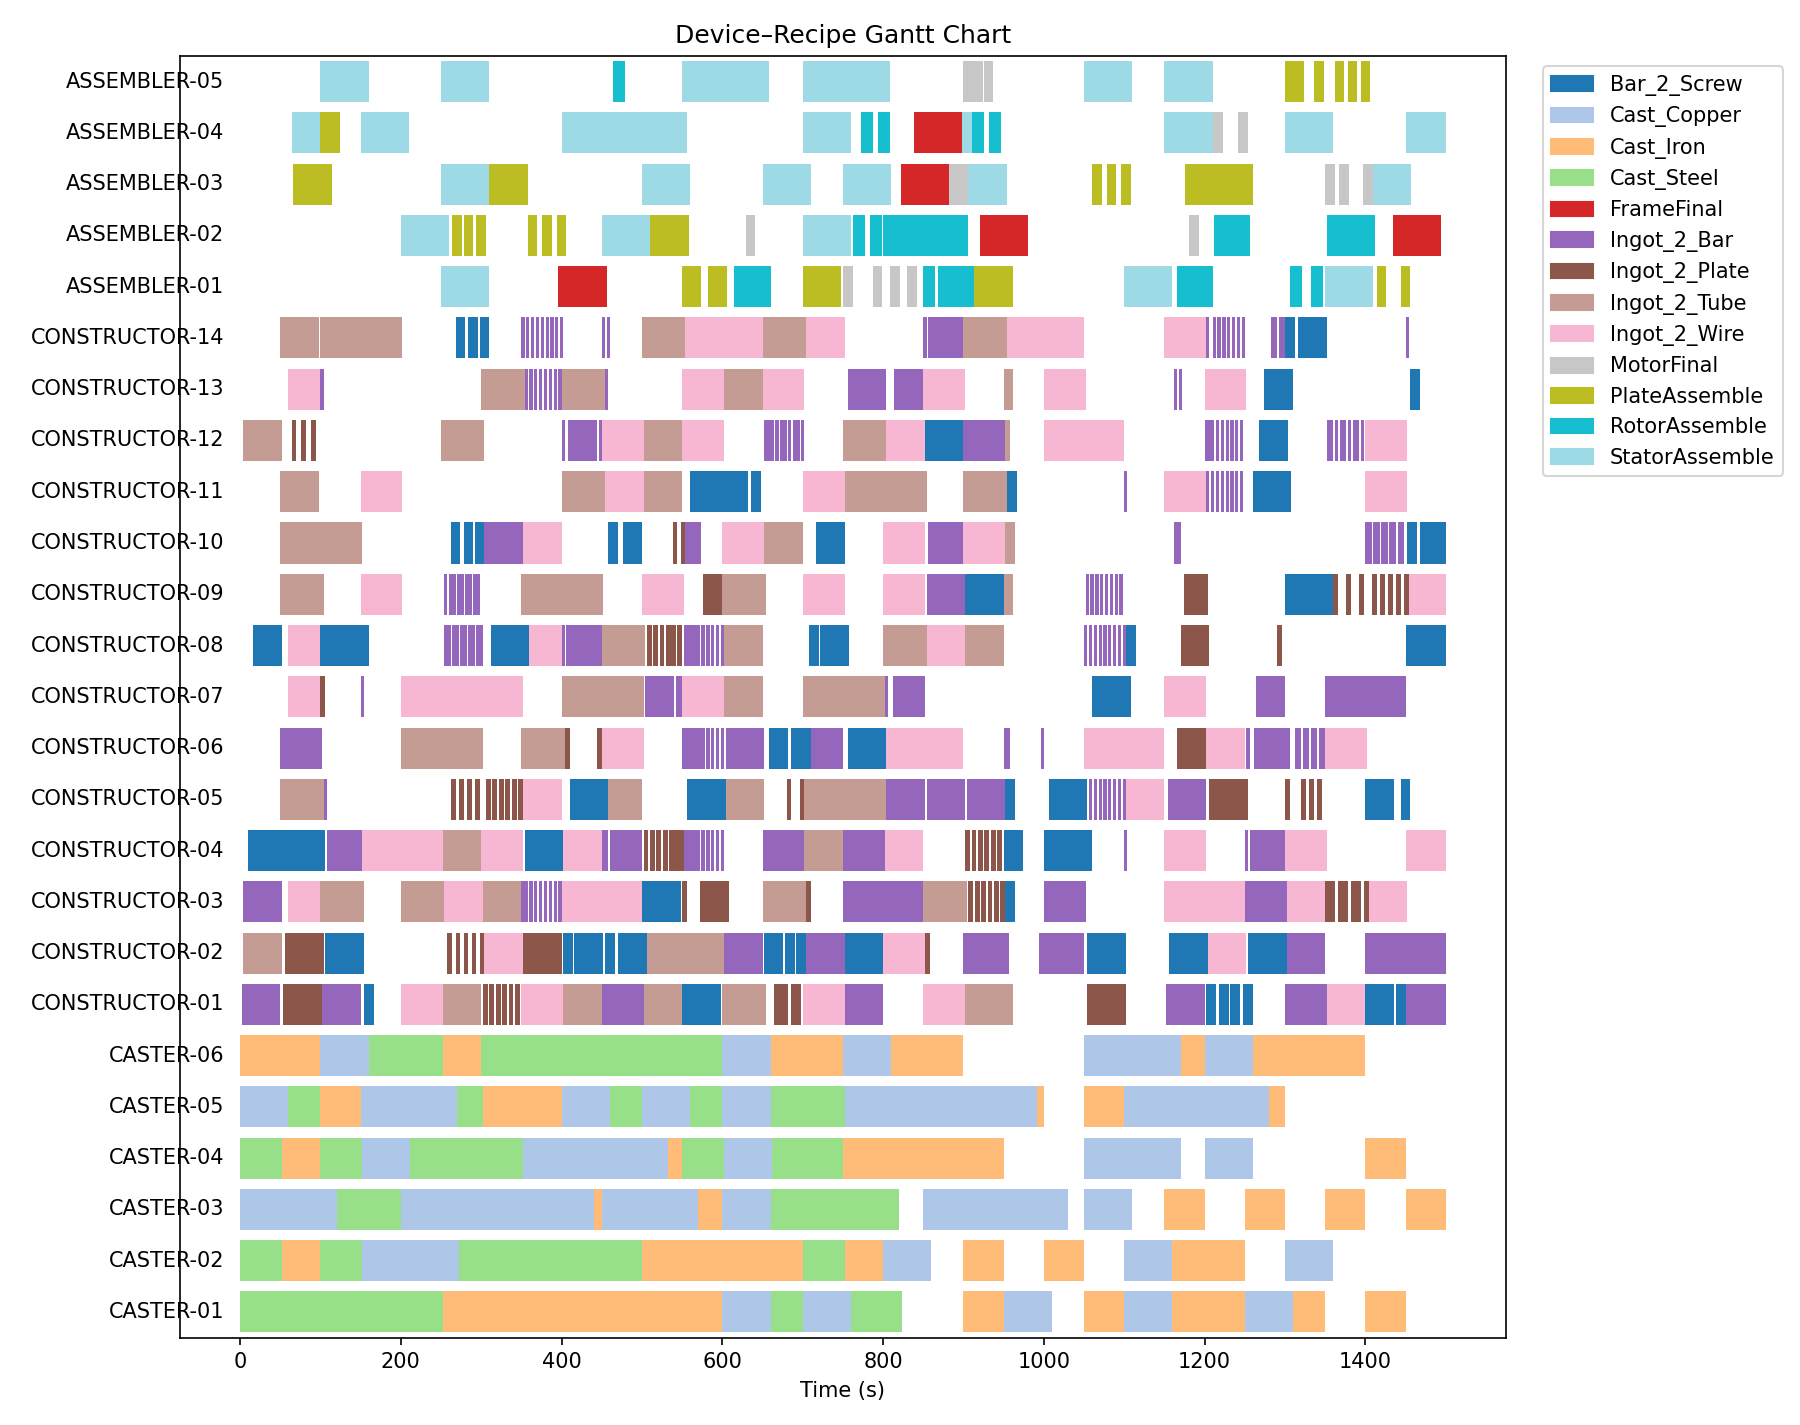 Device–Recipe Gantt Chart
ASSEMBLER-05
ASSEMBLER-04
ASSEMBLER-03
ASSEMBLER-02
ASSEMBLER-01
CONSTRUCTOR-14
CONSTRUCTOR-13
CONSTRUCTOR-12
CONSTRUCTOR-11
CONSTRUCTOR-10
CONSTRUCTOR-09
CONSTRUCTOR-08
CONSTRUCTOR-07
CONSTRUCTOR-06
CONSTRUCTOR-05
CONSTRUCTOR-04
CONSTRUCTOR-03
CONSTRUCTOR-02
CONSTRUCTOR-01
CASTER-06
CASTER-05
CASTER-04
CASTER-03
CASTER-02
CASTER-01
0 200 400 600 800 1000 1200 1400
Time (s)
Bar_2_Screw
Cast_Copper
Cast_Iron
Cast_Steel
FrameFinal
Ingot_2_Bar
Ingot_2_Plate
Ingot_2_Tube
Ingot_2_Wire
MotorFinal
PlateAssemble
RotorAssemble
StatorAssemble